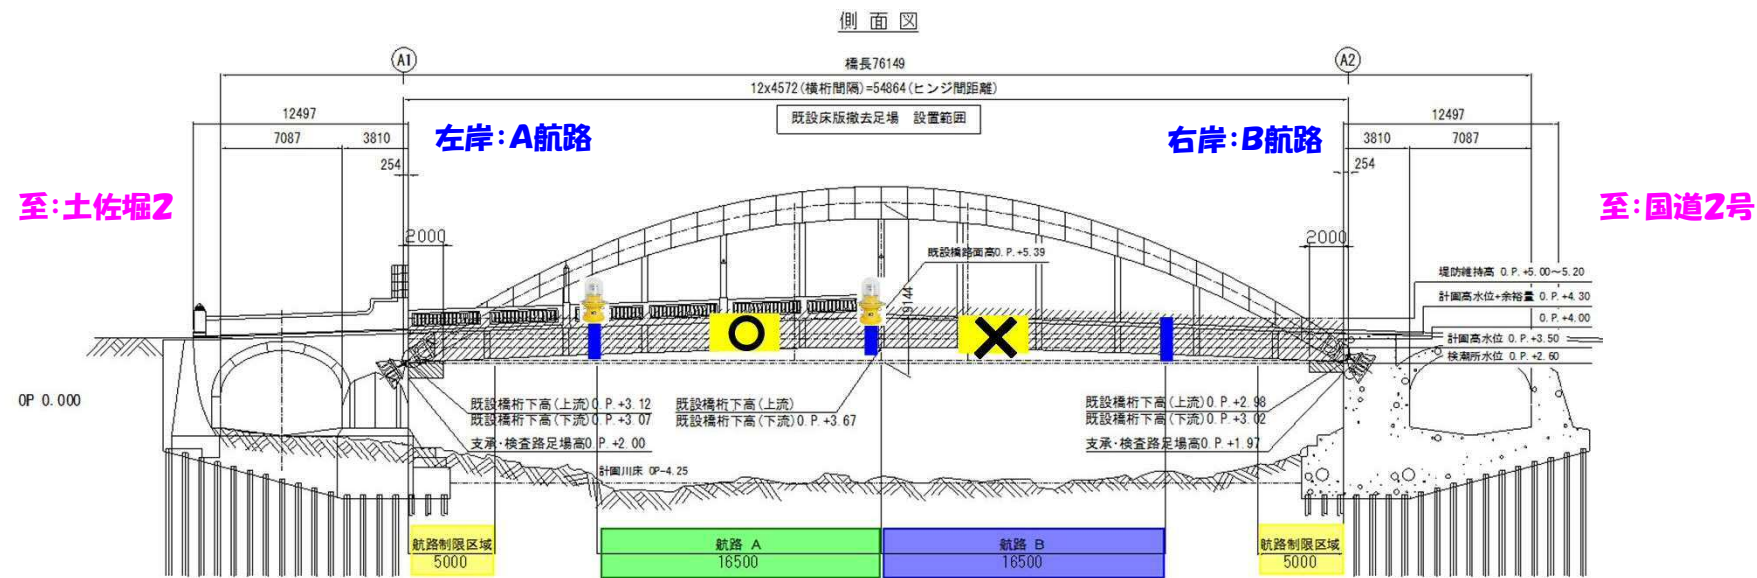 側 面 図
A1
A2
橋長76149
12x4572(横桁間隔)=54864(ヒンジ間距離)
既設床版撤去足場 設置範囲
12497
7087
3810
254
左岸:A航路
右岸:B航路
12497
3810
7087
254
至:土佐堀2
至:国道2号
2000
2000
既設橋路面高O.P.+5.39
9144
堤防維持高 O.P.+5.00~5.20
計画高水位+余裕量 O.P.+4.30
O.P.+4.00
計画高水位 O.P.+3.50
検潮所水位 O.P.+2.60
OP 0.000
既設橋桁下高(上流)O.P.+3.12
既設橋桁下高(下流)O.P.+3.07
支承・検査路足場高O.P.+2.00
既設橋桁下高(上流)
既設橋桁下高(下流)O.P.+3.67
既設橋桁下高(上流)O.P.+2.98
既設橋桁下高(下流)O.P.+3.02
支承・検査路足場高O.P.+1.97
計画川床 OP-4.25
航路制限区域
5000
航路 A
16500
航路 B
16500
航路制限区域
5000